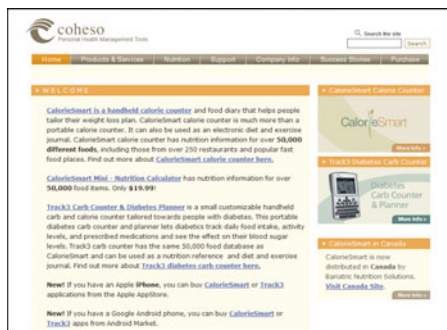 coheso
Personal Health Management Tools
Search the site
Search
Home Products & Services Nutrition Support Company Info Success Stories Purchase
WELCOME
CalorieSmart is a handheld calorie counter and food diary that helps people
tailor their weight loss plan. CalorieSmart calorie counter is much more than a
portable calorie counter. It can also be used as an electronic diet and exercise
journal. CalorieSmart calorie counter has nutrition information for over 50,000
different foods, including those from over 250 restaurants and popular fast
food places. Find out more about CalorieSmart calorie counter here.
CalorieSmart Mini - Nutrition Calculator has nutrition information for over
50,000 food items. Only $19.99!
Track3 Carb Counter & Diabetes Planner is a small customizable handheld
carb and calorie counter tailored towards people with diabetes. This portable
diabetes carb counter and planner lets diabetics track daily food intake, activity
levels, and prescribed medications and see the effect on their blood sugar
levels. Track3 carb counter has the same 50,000 food database as
CalorieSmart and can be used as a nutrition reference and diet and exercise
journal. Find out more about Track3 diabetes carb counter here.
New! If you have an Apple iPhone, you can buy CalorieSmart or Track3
applications from the Apple AppStore.
New! If you have a Google Android phone, you can buy CalorieSmart or
Track3 apps from Android Market.
CalorieSmart Calorie Counter
CalorieSmart
More Info
Track3 Diabetes Carb Counter
Diabetes
Carb Counter
& Planner
More Info
CalorieSmart in Canada
CalorieSmart is now
distributed in Canada by
Bariatric Nutrition Solutions.
Visit Canada Site.
More Info